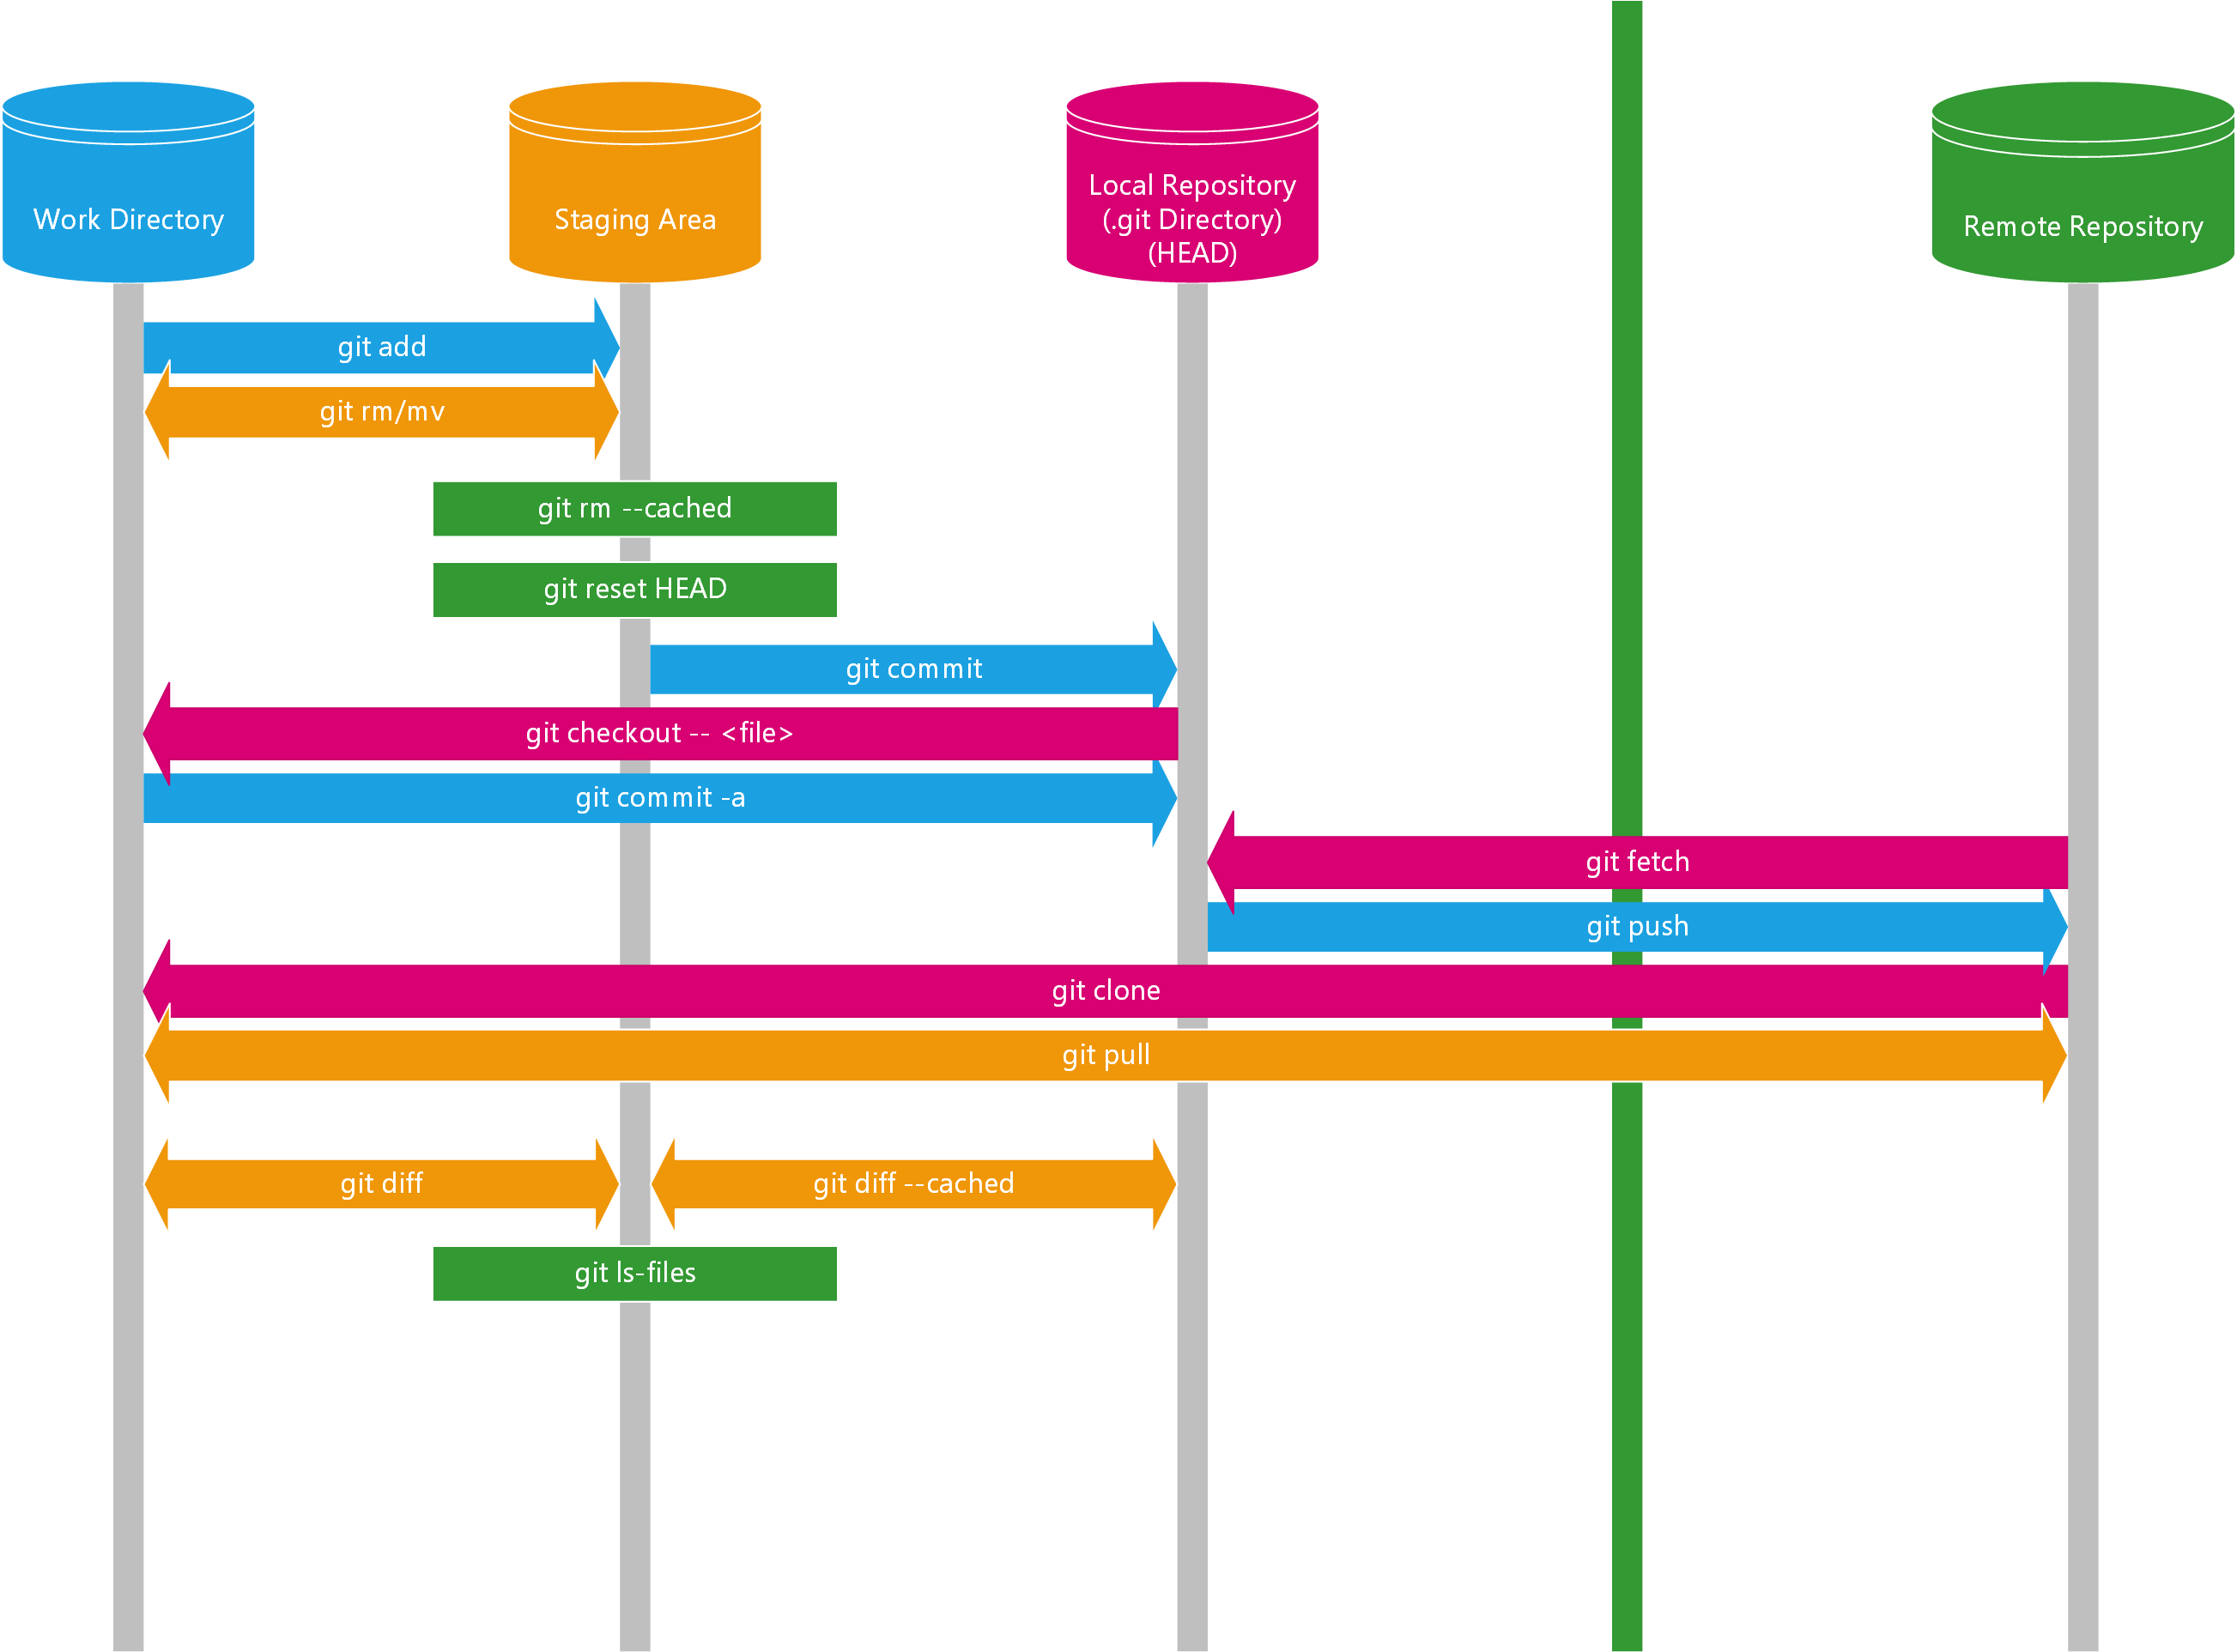 Work Directory
Staging Area
Local Repository
(.git Directory)
(HEAD)
Remote Repository
git add
git rm/mv
git rm --cached
git reset HEAD
git commit
git checkout -- <file>
git commit -a
git fetch
git push
git clone
git pull
git diff
git diff --cached
git ls-files